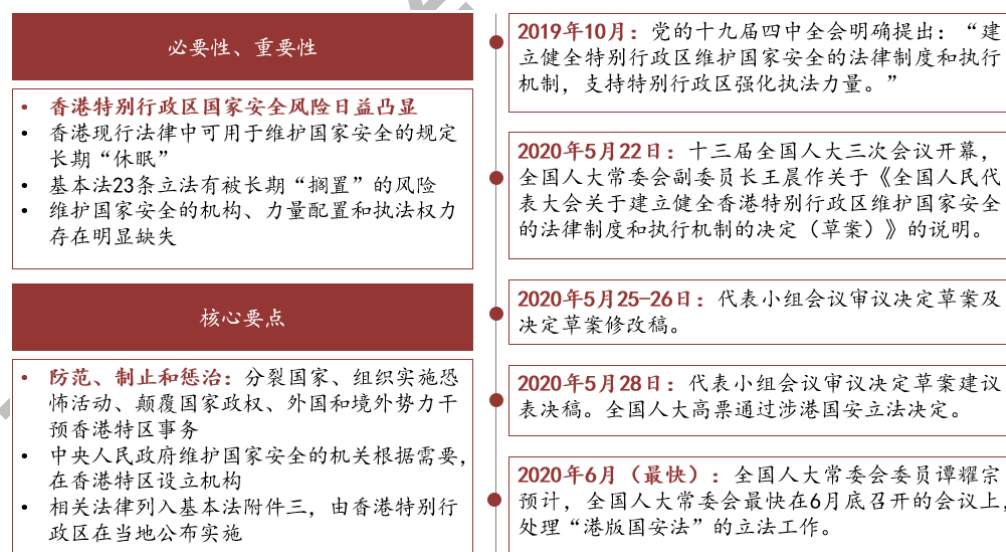 必要性、重要性
• 香港特别行政区国家安全风险日益凸显
• 香港现行法律中可用于维护国家安全的规定
长期“休眠”
• 基本法23条立法有被长期“搁置”的风险
• 维护国家安全的机构、力量配置和执法权力
存在明显缺失
核心要点
• 防范、制止和惩治：分裂国家、组织实施恐
怖活动、颠覆国家政权、外国和境外势力干
预香港特区事务
• 中央人民政府维护国家安全的机关根据需要，
在香港特区设立机构
• 相关法律列入基本法附件三，由香港特别行
政区在当地公布实施
2019年10月：党的十九届四中全会明确提出：“建
立健全特别行政区维护国家安全的法律制度和执行
机制，支持特别行政区强化执法力量。”
2020年5月22日：十三届全国人大三次会议开幕，
全国人大常委会副委员长王晨作关于《全国人民代
表大会关于建立健全香港特别行政区维护国家安全
的法律制度和执行机制的决定（草案）》的说明。
2020年5月25-26日：代表小组会议审议决定草案及
决定草案修改稿。
2020年5月28日：代表小组会议审议决定草案建议
表决稿。全国人大高票通过涉港国安立法决定。
2020年6月（最快）：全国人大常委会委员谭耀宗
预计，全国人大常委会最快在6月底召开的会议上，
处理“港版国安法”的立法工作。